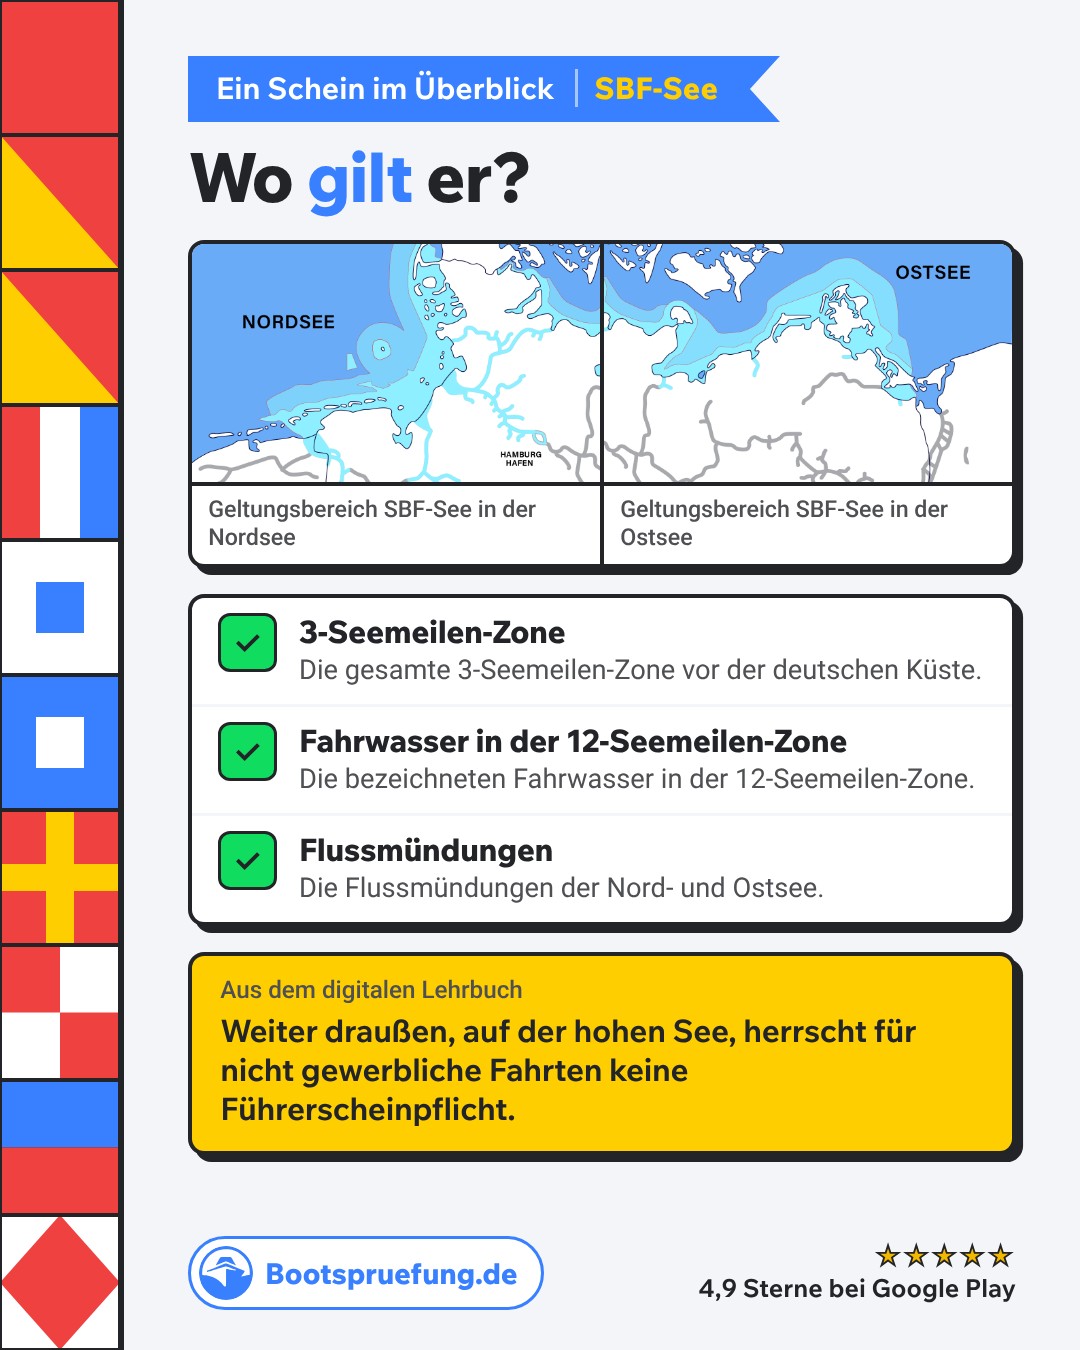 Ein Schein im Überblick | SBF-See
Wo gilt er?
NORDSEE
HAMBURG
HAFEN
OSTSEE
Geltungsbereich SBF-See in der
Nordsee
Geltungsbereich SBF-See in der
Ostsee
3-Seemeilen-Zone
Die gesamte 3-Seemeilen-Zone vor der deutschen Küste.
Fahrwasser in der 12-Seemeilen-Zone
Die bezeichneten Fahrwasser in der 12-Seemeilen-Zone.
Flussmündungen
Die Flussmündungen der Nord- und Ostsee.
Aus dem digitalen Lehrbuch
Weiter draußen, auf der hohen See, herrscht für
nicht gewerbliche Fahrten keine
Führerscheinpflicht.
Bootspruefung.de
4,9 Sterne bei Google Play